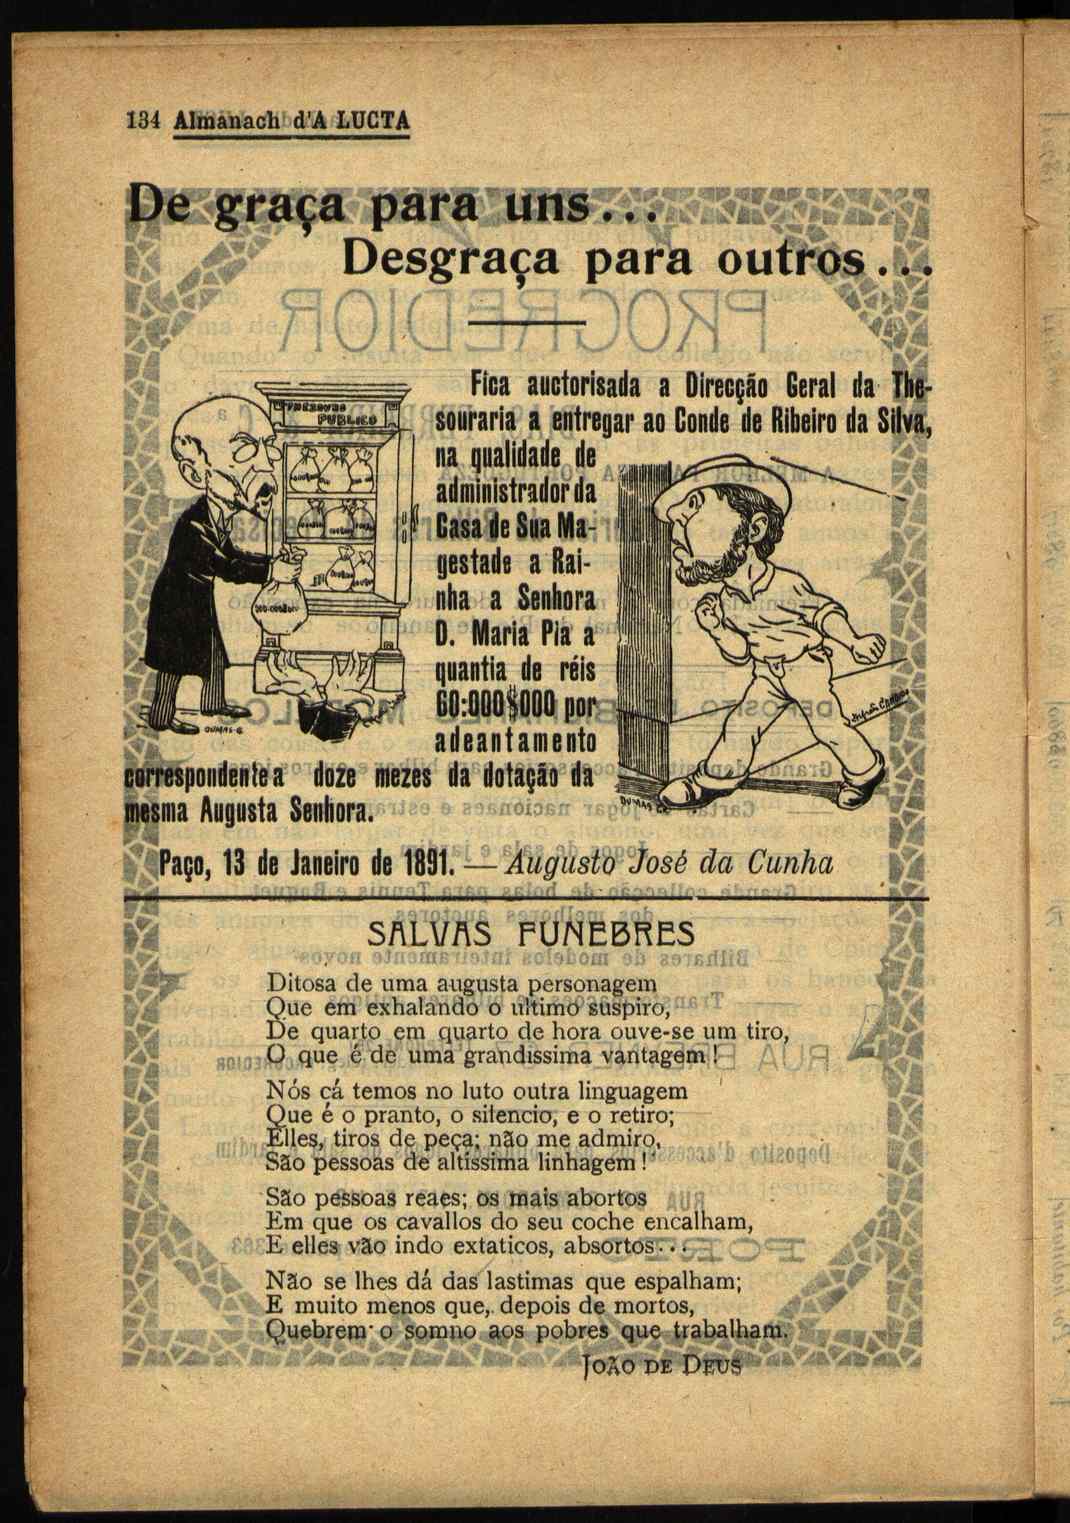 134 Almanach d'A LUCTA
De graça para uns...
Desgraça para outros...
Fica auctorisada a Direcção Geral da The-
souraria a entregar ao Conde de Ribeiro da Silva,
na qualidade de
administrador da
Casa de Sua Ma-
gestade a Rai-
nha a Senhora
D. Maria Pia a
quantia de réis
60:000$000 por
adeantamento
correspondente a doze mezes da dotação da
mesma Augusta Senhora.
Paço, 13 de Janeiro de 1891. — Augusto José da Cunha
THESOURO
PUBLICO
DUMAS-G.
DUMAS G.
SALVAS FUNEBRES
Ditosa de uma augusta personagem
Que em exhalando o ultimo suspiro,
De quarto em quarto de hora ouve-se um tiro,
O que é de uma grandissima vantagem!
Nós cá temos no luto outra linguagem
Que é o pranto, o silencio, e o retiro;
Elles, tiros de peça; não me admiro,
São pessoas de altissima linhagem!
São pessoas reaes; os mais abortos
Em que os cavallos do seu coche encalham,
E elles vão indo extaticos, absortos...
Não se lhes dá das lastimas que espalham;
E muito menos que, depois de mortos,
Quebrem o somno aos pobres que trabalham.
JOÃO DE DEUS